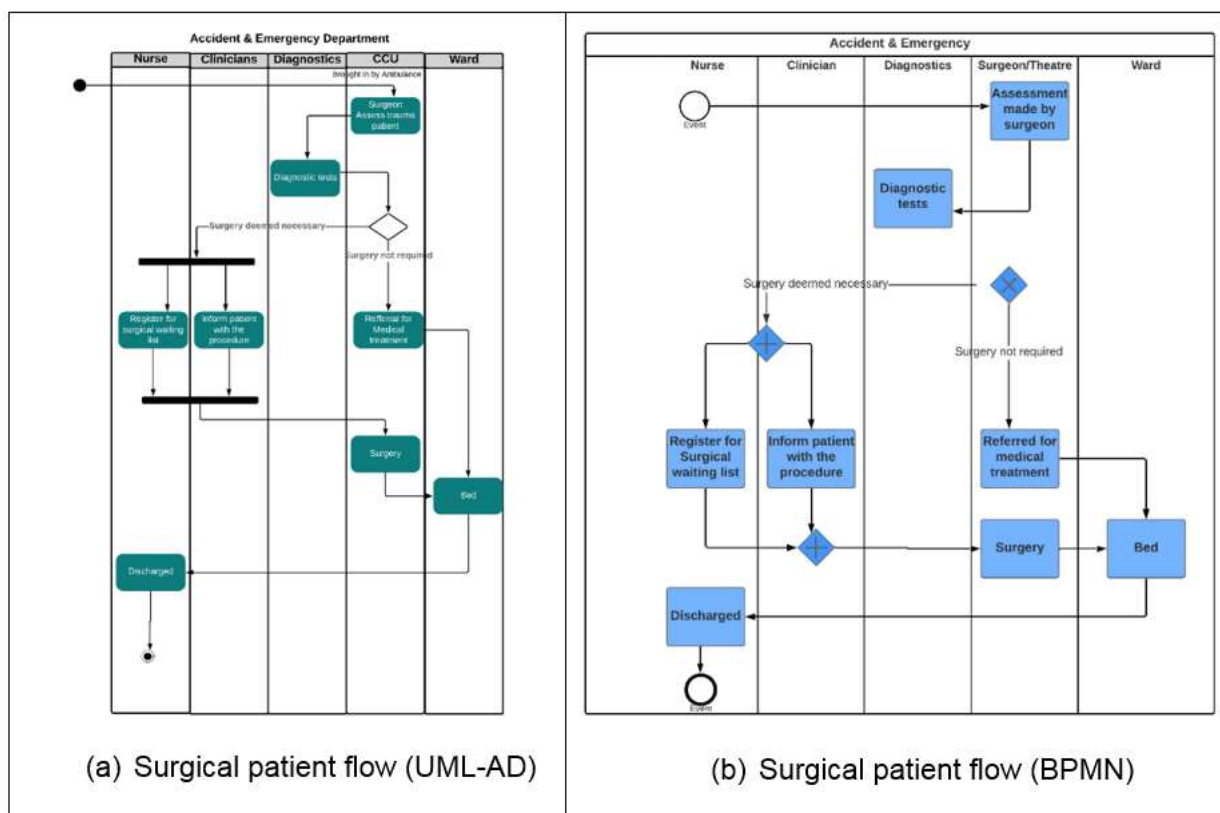 Accident & Emergency Department
Nurse
Clinicians
Diagnostics
CCU
Ward
Brought in by Ambulance
Surgeon
Assess trauma
patient
Diagnostic tests
Surgery deemed necessary
Surgery not required
Register for
surgical waiting
list
Inform patient
with the
procedure
Refferal for
Medical
treatment
Surgery
Bed
Discharged
(a) Surgical patient flow (UML-AD)
Accident & Emergency
Nurse
Clinician
Diagnostics
Surgeon/Theatre
Ward
Event
Assessment
made by
surgeon
Diagnostic
tests
Surgery deemed necessary
Surgery not required
Register for
Surgical
waiting list
Inform patient
with the
procedure
Referred for
medical
treatment
Surgery
Bed
Discharged
Event
(b) Surgical patient flow (BPMN)